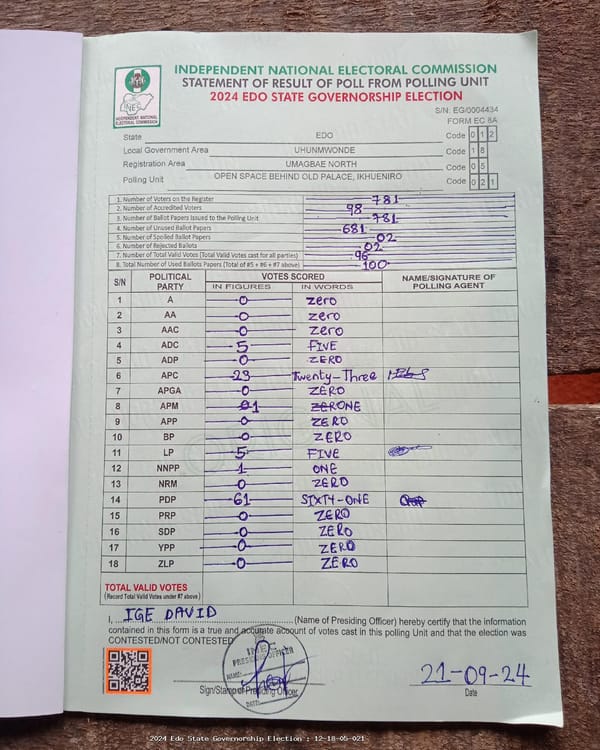 INDEPENDENT NATIONAL ELECTORAL COMMISSION
STATEMENT OF RESULT OF POLL FROM POLLING UNIT
2024 EDO STATE GOVERNORSHIP ELECTION
INEC
INDEPENDENT NATIONAL ELECTORAL COMMISSION
S/N. EG/0004434
FORM EC 8A
State EDO Code 0 1 2
Local Government Area UHUNMWONDE Code 1 8
Registration Area UMAGBAE NORTH Code 0 5
Polling Unit OPEN SPACE BEHIND OLD PALACE, IKHUENIRO Code 0 2 1
1. Number of Voters on the Register 781
2. Number of Accredited Voters 98
3. Number of Ballot Papers Issued to the Polling Unit 781
4. Number of Unused Ballot Papers 681
5. Number of Spoiled Ballot Papers 02
6. Number of Rejected Ballots 02
7. Number of Total Valid Votes (Total Valid Votes cast for all parties) 96
8. Total Number of Used Ballots Papers (Total of #5 + #6 + #7 above) 100
S/N POLITICAL PARTY VOTES SCORED NAME/SIGNATURE OF POLLING AGENT
IN FIGURES IN WORDS
1 A 0 zero
2 AA 0 zero
3 AAC 0 zero
4 ADC 5 FIVE
5 ADP 0 ZERO
6 APC 23 Twenty-Three
7 APGA 0 ZERO
8 APM 01 ONE
9 APP 0 ZERO
10 BP 0 ZERO
11 LP 5 FIVE
12 NNPP 1 ONE
13 NRM 0 ZERO
14 PDP 61 SIXTY-ONE
15 PRP 0 ZERO
16 SDP 0 ZERO
17 YPP 0 ZERO
18 ZLP 0 ZERO
TOTAL VALID VOTES
(Record Total Valid Votes under #7 above)
I, IGE DAVID (Name of Presiding Officer) hereby certify that the information
contained in this form is a true and accurate account of votes cast in this polling Unit and that the election was
CONTESTED/NOT CONTESTED
INEC
PRESIDING OFFICER
NAME:
DATE:
Sign/Stamp of Presiding Officer
21-09-24
Date
2024 Edo State Governorship Election : 12-18-05-021